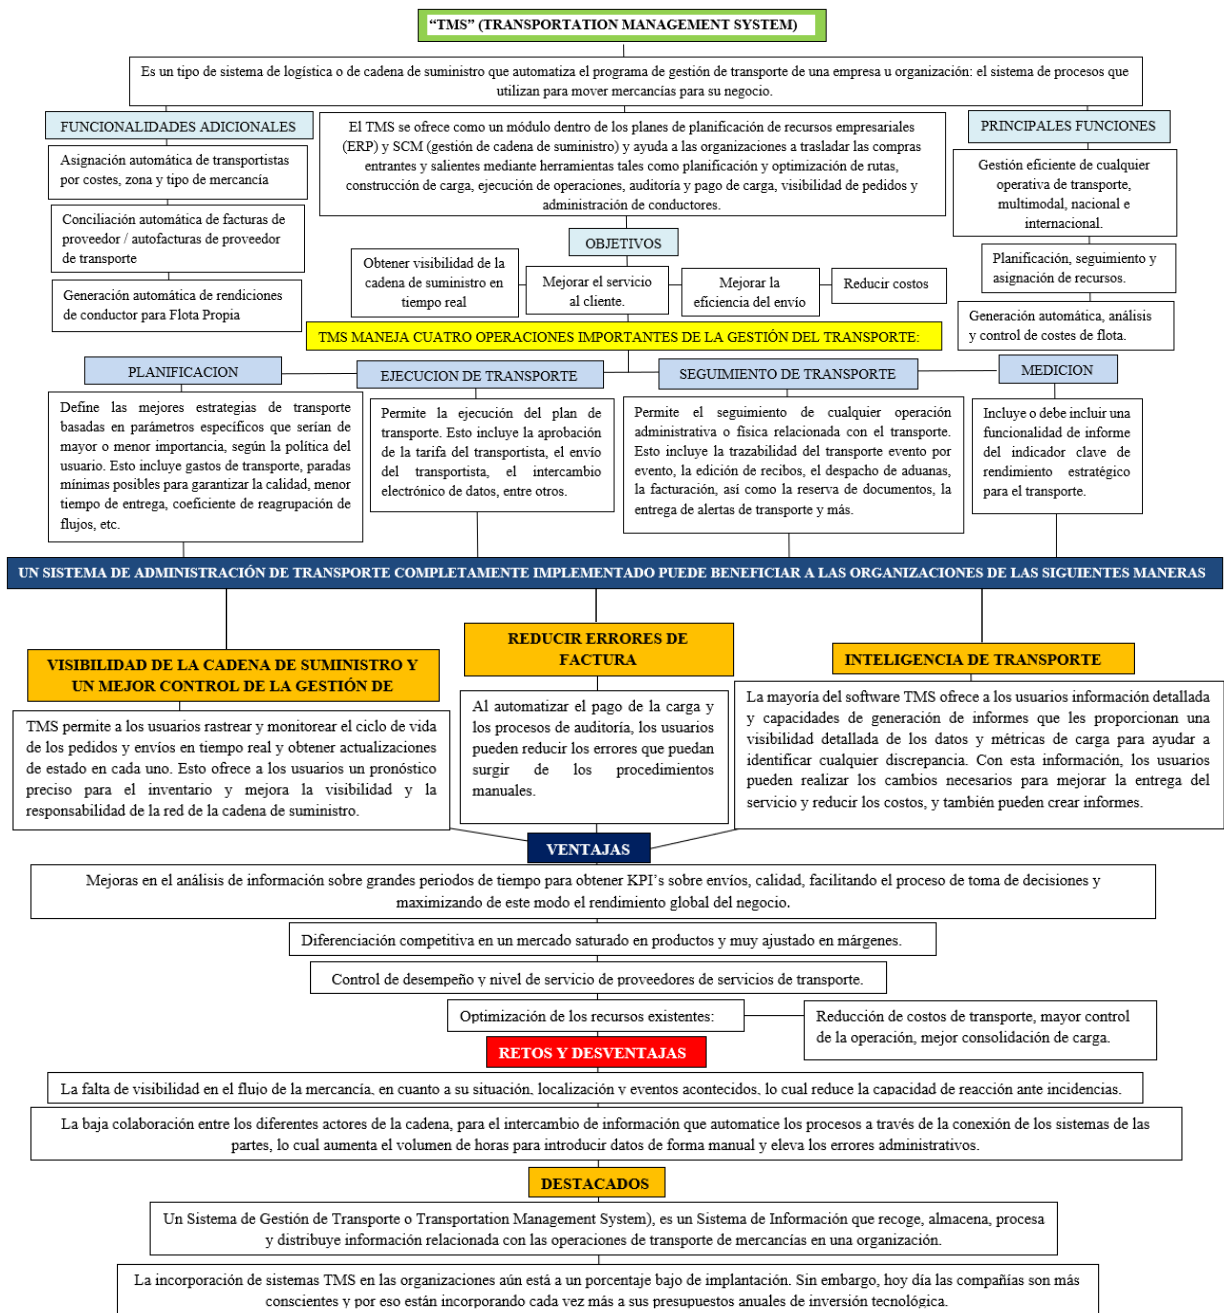 “TMS” (TRANSPORTATION MANAGEMENT SYSTEM)
Es un tipo de sistema de logística o de cadena de suministro que automatiza el programa de gestión de transporte de una empresa u organización: el sistema de procesos que
utilizan para mover mercancías para su negocio.
FUNCIONALIDADES ADICIONALES
Asignación automática de transportistas
por costes, zona y tipo de mercancía
Conciliación automática de facturas de
proveedor / autofacturas de proveedor
de transporte
Generación automática de rendiciones
de conductor para Flota Propia
El TMS se ofrece como un módulo dentro de los planes de planificación de recursos empresariales
(ERP) y SCM (gestión de cadena de suministro) y ayuda a las organizaciones a trasladar las compras
entrantes y salientes mediante herramientas tales como planificación y optimización de rutas,
construcción de carga, ejecución de operaciones, auditoría y pago de carga, visibilidad de pedidos y
administración de conductores.
PRINCIPALES FUNCIONES
Gestión eficiente de cualquier
operativa de transporte,
multimodal, nacional e
internacional.
Planificación, seguimiento y
asignación de recursos.
Generación automática, análisis
y control de costes de flota.
OBJETIVOS
Obtener visibilidad de la
cadena de suministro en
tiempo real
Mejorar el servicio
al cliente.
Mejorar la
eficiencia del envío
Reducir costos
TMS MANEJA CUATRO OPERACIONES IMPORTANTES DE LA GESTIÓN DEL TRANSPORTE:
PLANIFICACION
Define las mejores estrategias de transporte
basadas en parámetros específicos que serían de
mayor o menor importancia, según la política del
usuario. Esto incluye gastos de transporte, paradas
mínimas posibles para garantizar la calidad, menor
tiempo de entrega, coeficiente de reagrupación de
flujos, etc.
EJECUCION DE TRANSPORTE
Permite la ejecución del plan de
transporte. Esto incluye la aprobación
de la tarifa del transportista, el envío
del transportista, el intercambio
electrónico de datos, entre otros.
SEGUIMIENTO DE TRANSPORTE
Permite el seguimiento de cualquier operación
administrativa o física relacionada con el transporte.
Esto incluye la trazabilidad del transporte evento por
evento, la edición de recibos, el despacho de aduanas,
la facturación, así como la reserva de documentos, la
entrega de alertas de transporte y más.
MEDICION
Incluye o debe incluir una
funcionalidad de informe
del indicador clave de
rendimiento estratégico
para el transporte.
UN SISTEMA DE ADMINISTRACIÓN DE TRANSPORTE COMPLETAMENTE IMPLEMENTADO PUEDE BENEFICIAR A LAS ORGANIZACIONES DE LAS SIGUIENTES MANERAS
VISIBILIDAD DE LA CADENA DE SUMINISTRO Y
UN MEJOR CONTROL DE LA GESTIÓN DE
TMS permite a los usuarios rastrear y monitorear el ciclo de vida
de los pedidos y envíos en tiempo real y obtener actualizaciones
de estado en cada uno. Esto ofrece a los usuarios un pronóstico
preciso para el inventario y mejora la visibilidad y la
responsabilidad de la red de la cadena de suministro.
REDUCIR ERRORES DE
FACTURA
Al automatizar el pago de la carga y
los procesos de auditoría, los usuarios
pueden reducir los errores que puedan
surgir de los procedimientos
manuales.
INTELIGENCIA DE TRANSPORTE
La mayoría del software TMS ofrece a los usuarios información detallada
y capacidades de generación de informes que les proporcionan una
visibilidad detallada de los datos y métricas de carga para ayudar a
identificar cualquier discrepancia. Con esta información, los usuarios
pueden realizar los cambios necesarios para mejorar la entrega del
servicio y reducir los costos, y también pueden crear informes.
VENTAJAS
Mejoras en el análisis de información sobre grandes periodos de tiempo para obtener KPI’s sobre envíos, calidad, facilitando el proceso de toma de decisiones y
maximizando de este modo el rendimiento global del negocio.
Diferenciación competitiva en un mercado saturado en productos y muy ajustado en márgenes.
Control de desempeño y nivel de servicio de proveedores de servicios de transporte.
Optimización de los recursos existentes:
Reducción de costos de transporte, mayor control
de la operación, mejor consolidación de carga.
RETOS Y DESVENTAJAS
La falta de visibilidad en el flujo de la mercancía, en cuanto a su situación, localización y eventos acontecidos, lo cual reduce la capacidad de reacción ante incidencias.
La baja colaboración entre los diferentes actores de la cadena, para el intercambio de información que automatice los procesos a través de la conexión de los sistemas de las
partes, lo cual aumenta el volumen de horas para introducir datos de forma manual y eleva los errores administrativos.
DESTACADOS
Un Sistema de Gestión de Transporte o Transportation Management System), es un Sistema de Información que recoge, almacena, procesa
y distribuye información relacionada con las operaciones de transporte de mercancías en una organización.
La incorporación de sistemas TMS en las organizaciones aún está a un porcentaje bajo de implantación. Sin embargo, hoy día las compañías son más
conscientes y por eso están incorporando cada vez más a sus presupuestos anuales de inversión tecnológica.